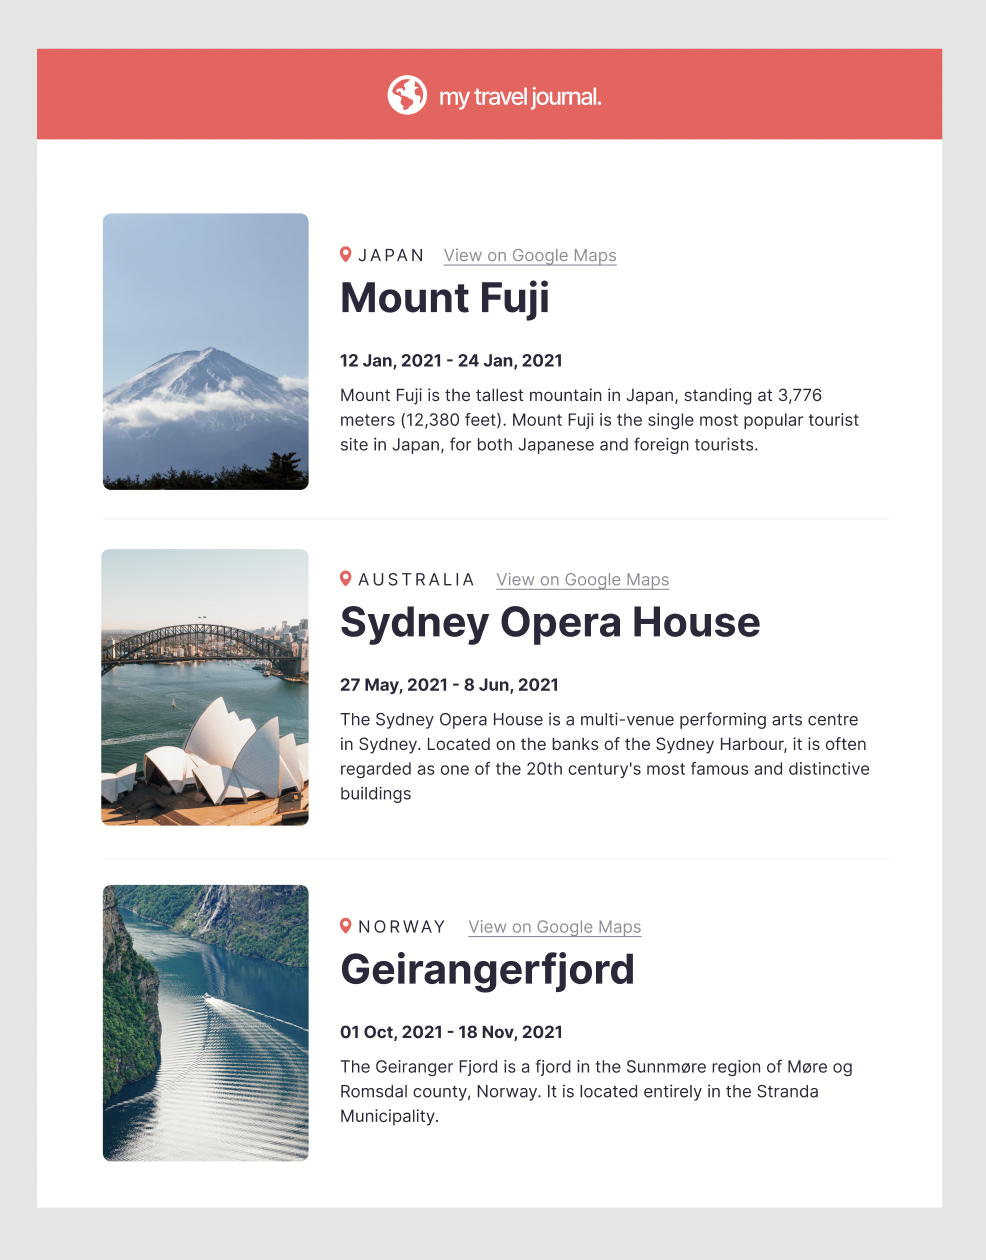 my travel journal.
JAPAN View on Google Maps
Mount Fuji
12 Jan, 2021 - 24 Jan, 2021
Mount Fuji is the tallest mountain in Japan, standing at 3,776
meters (12,380 feet). Mount Fuji is the single most popular tourist
site in Japan, for both Japanese and foreign tourists.
AUSTRALIA View on Google Maps
Sydney Opera House
27 May, 2021 - 8 Jun, 2021
The Sydney Opera House is a multi-venue performing arts centre
in Sydney. Located on the banks of the Sydney Harbour, it is often
regarded as one of the 20th century's most famous and distinctive
buildings
NORWAY View on Google Maps
Geirangerfjord
01 Oct, 2021 - 18 Nov, 2021
The Geiranger Fjord is a fjord in the Sunnmøre region of Møre og
Romsdal county, Norway. It is located entirely in the Stranda
Municipality.